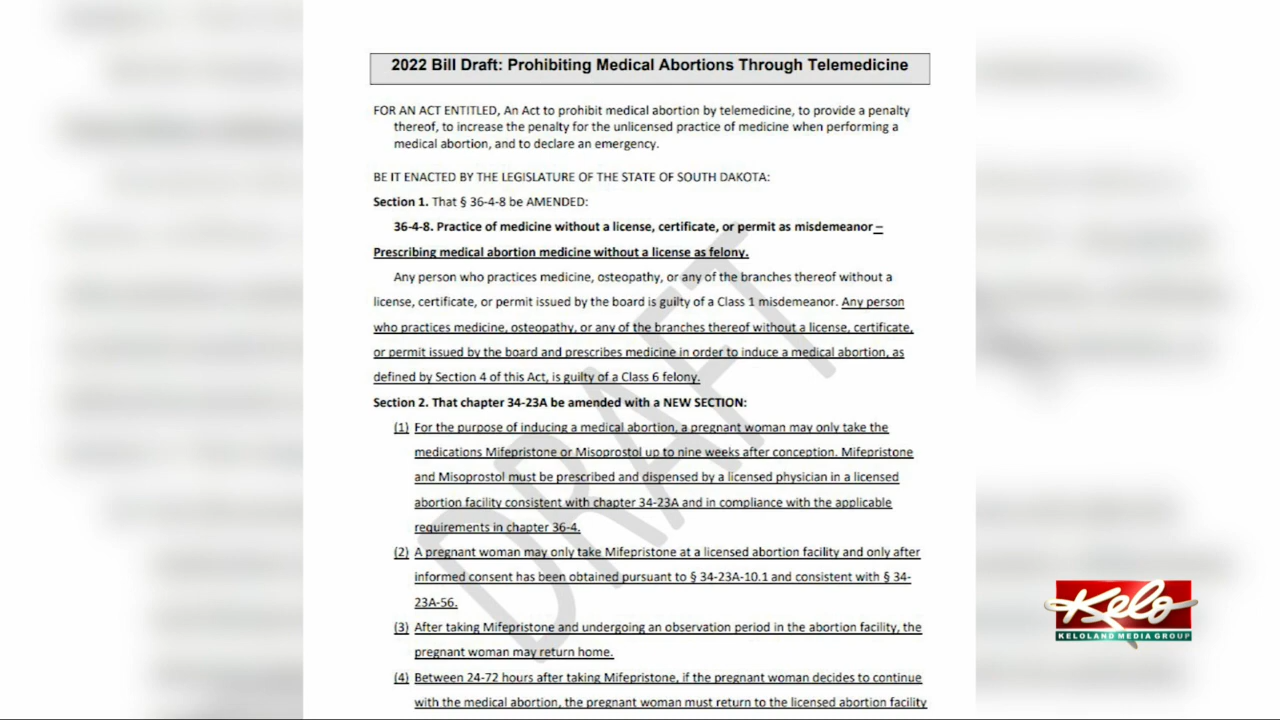 2022 Bill Draft: Prohibiting Medical Abortions Through Telemedicine
FOR AN ACT ENTITLED, An Act to prohibit medical abortion by telemedicine, to provide a penalty
thereof, to increase the penalty for the unlicensed practice of medicine when performing a
medical abortion, and to declare an emergency.
BE IT ENACTED BY THE LEGISLATURE OF THE STATE OF SOUTH DAKOTA:
Section 1. That § 36-4-8 be AMENDED:
36-4-8. Practice of medicine without a license, certificate, or permit as misdemeanor –
Prescribing medical abortion medicine without a license as felony.
Any person who practices medicine, osteopathy, or any of the branches thereof without a
license, certificate, or permit issued by the board is guilty of a Class 1 misdemeanor. Any person
who practices medicine, osteopathy, or any of the branches thereof without a license, certificate,
or permit issued by the board and prescribes medicine in order to induce a medical abortion, as
defined by Section 4 of this Act, is guilty of a Class 6 felony.
Section 2. That chapter 34-23A be amended with a NEW SECTION:
(1) For the purpose of inducing a medical abortion, a pregnant woman may only take the
medications Mifepristone or Misoprostol up to nine weeks after conception. Mifepristone
and Misoprostol must be prescribed and dispensed by a licensed physician in a licensed
abortion facility consistent with chapter 34-23A and in compliance with the applicable
requirements in chapter 36-4.
(2) A pregnant woman may only take Mifepristone at a licensed abortion facility and only after
informed consent has been obtained pursuant to § 34-23A-10.1 and consistent with § 34-
23A-56.
(3) After taking Mifepristone and undergoing an observation period in the abortion facility, the
pregnant woman may return home.
(4) Between 24-72 hours after taking Mifepristone, if the pregnant woman decides to continue
with the medical abortion, the pregnant woman must return to the licensed abortion facility
DRAFT
Kelo
KELOLAND MEDIA GROUP